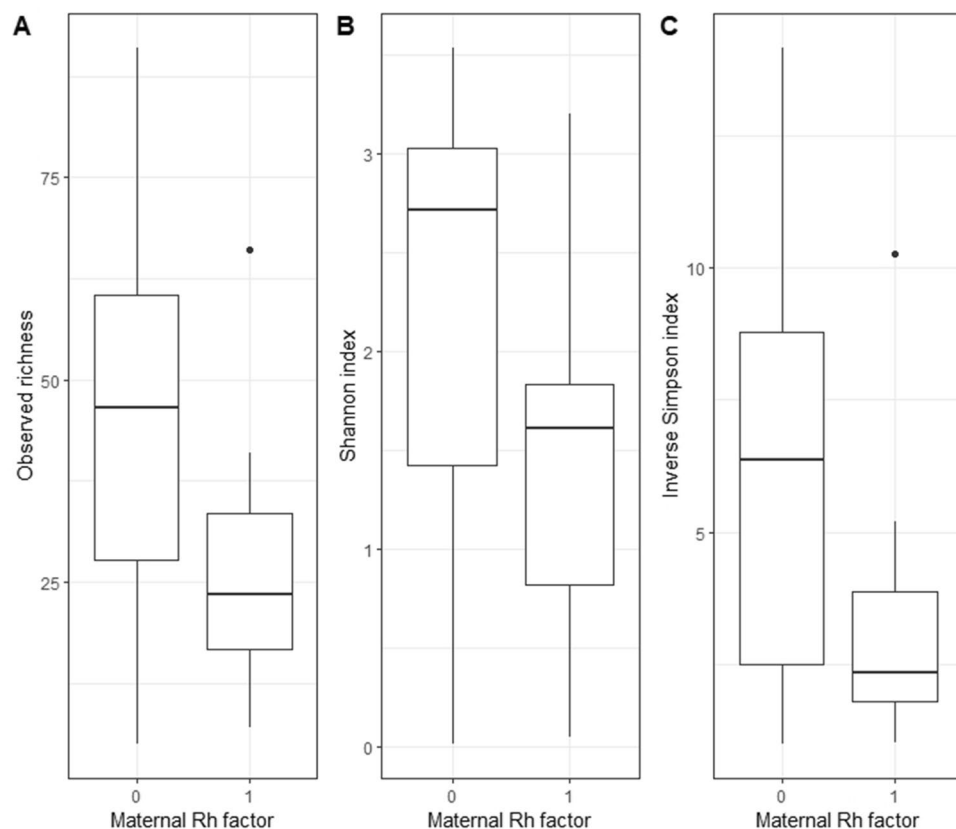 A
Observed richness
75
50
25
0
1
Maternal Rh factor
B
Shannon index
3
2
1
0
0
1
Maternal Rh factor
C
Inverse Simpson index
10
5
0
1
Maternal Rh factor